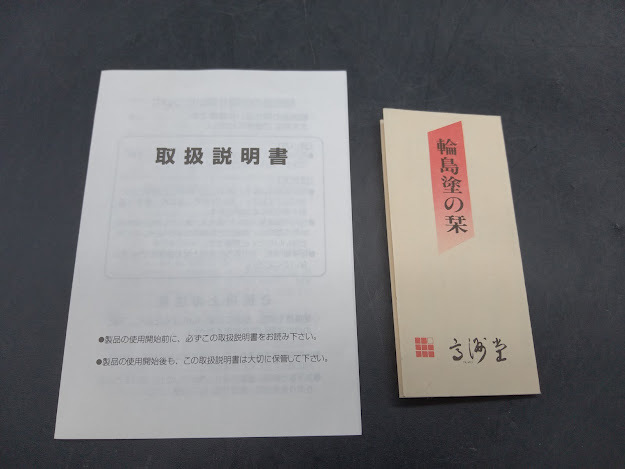 取扱説明書
●製品の使用開始前に、必ずこの取扱説明書をお読み下さい。
●製品の使用開始後も、この取扱説明書は大切に保管して下さい。
輪島塗の栞
高洲堂